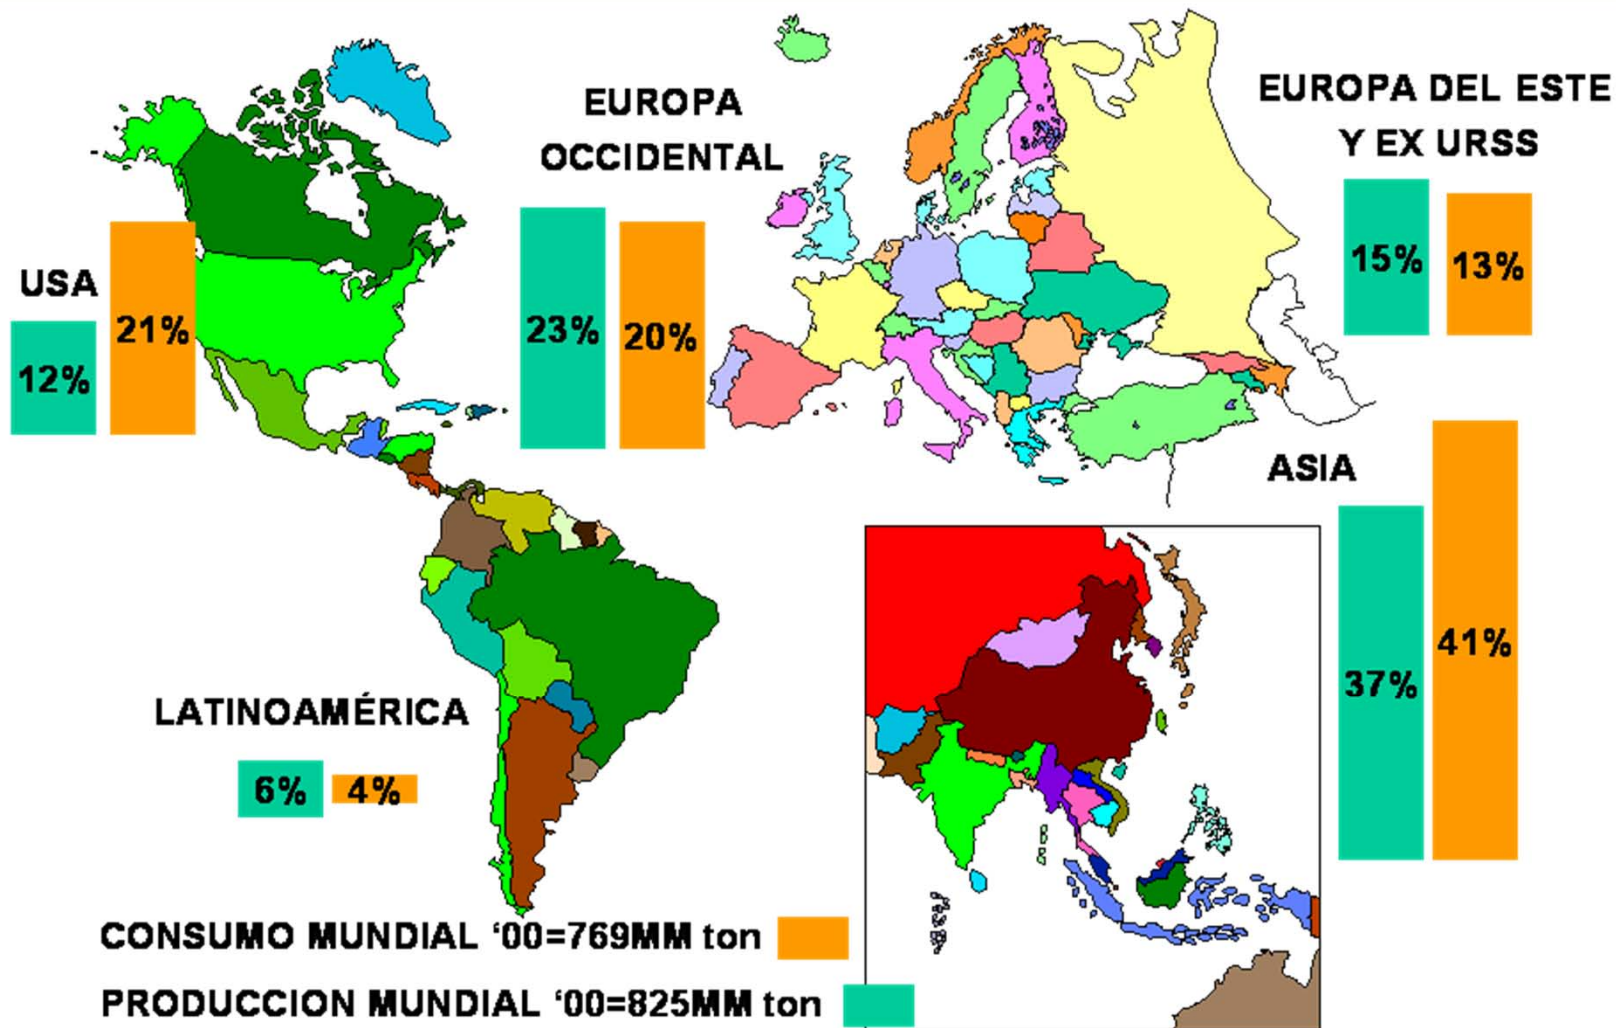 EUROPA
OCCIDENTAL
23%
20%
EUROPA DEL ESTE
Y EX URSS
15%
13%
USA
12%
21%
ASIA
37%
41%
LATINOAMÉRICA
6%
4%
CONSUMO MUNDIAL ‘00=769MM ton
PRODUCCION MUNDIAL ‘00=825MM ton